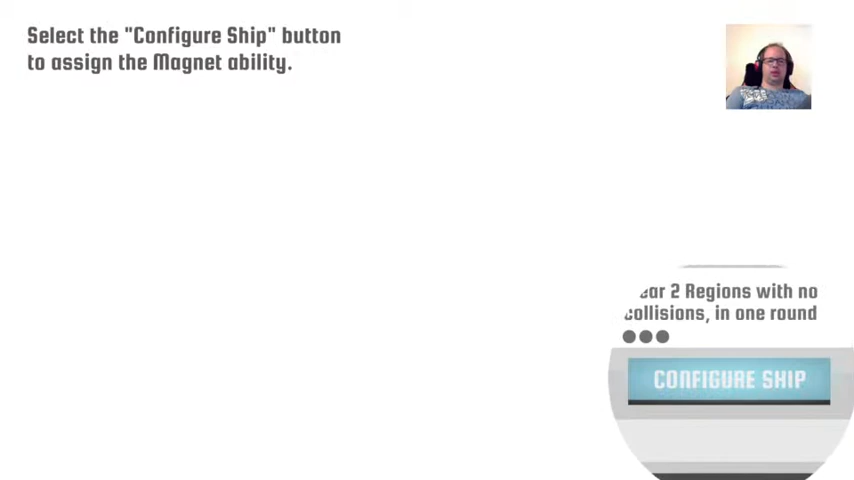 Select the "Configure Ship" button
to assign the Magnet ability.
ear 2 Regions with no
collisions, in one round
CONFIGURE SHIP